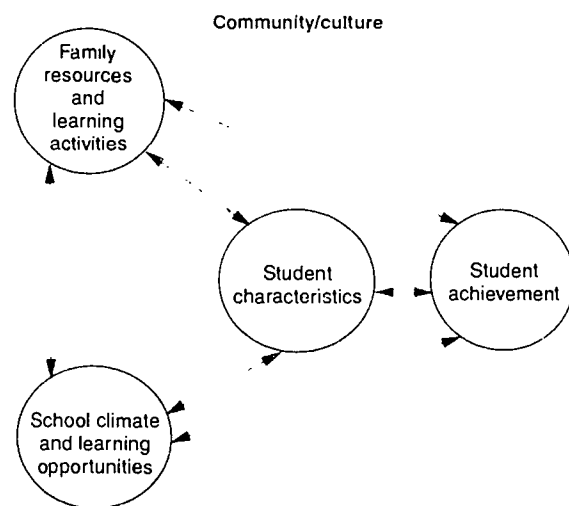 Community/culture
Family
resources
and
learning
activities
Student
characteristics
Student
achievement
School climate
and learning
opportunities